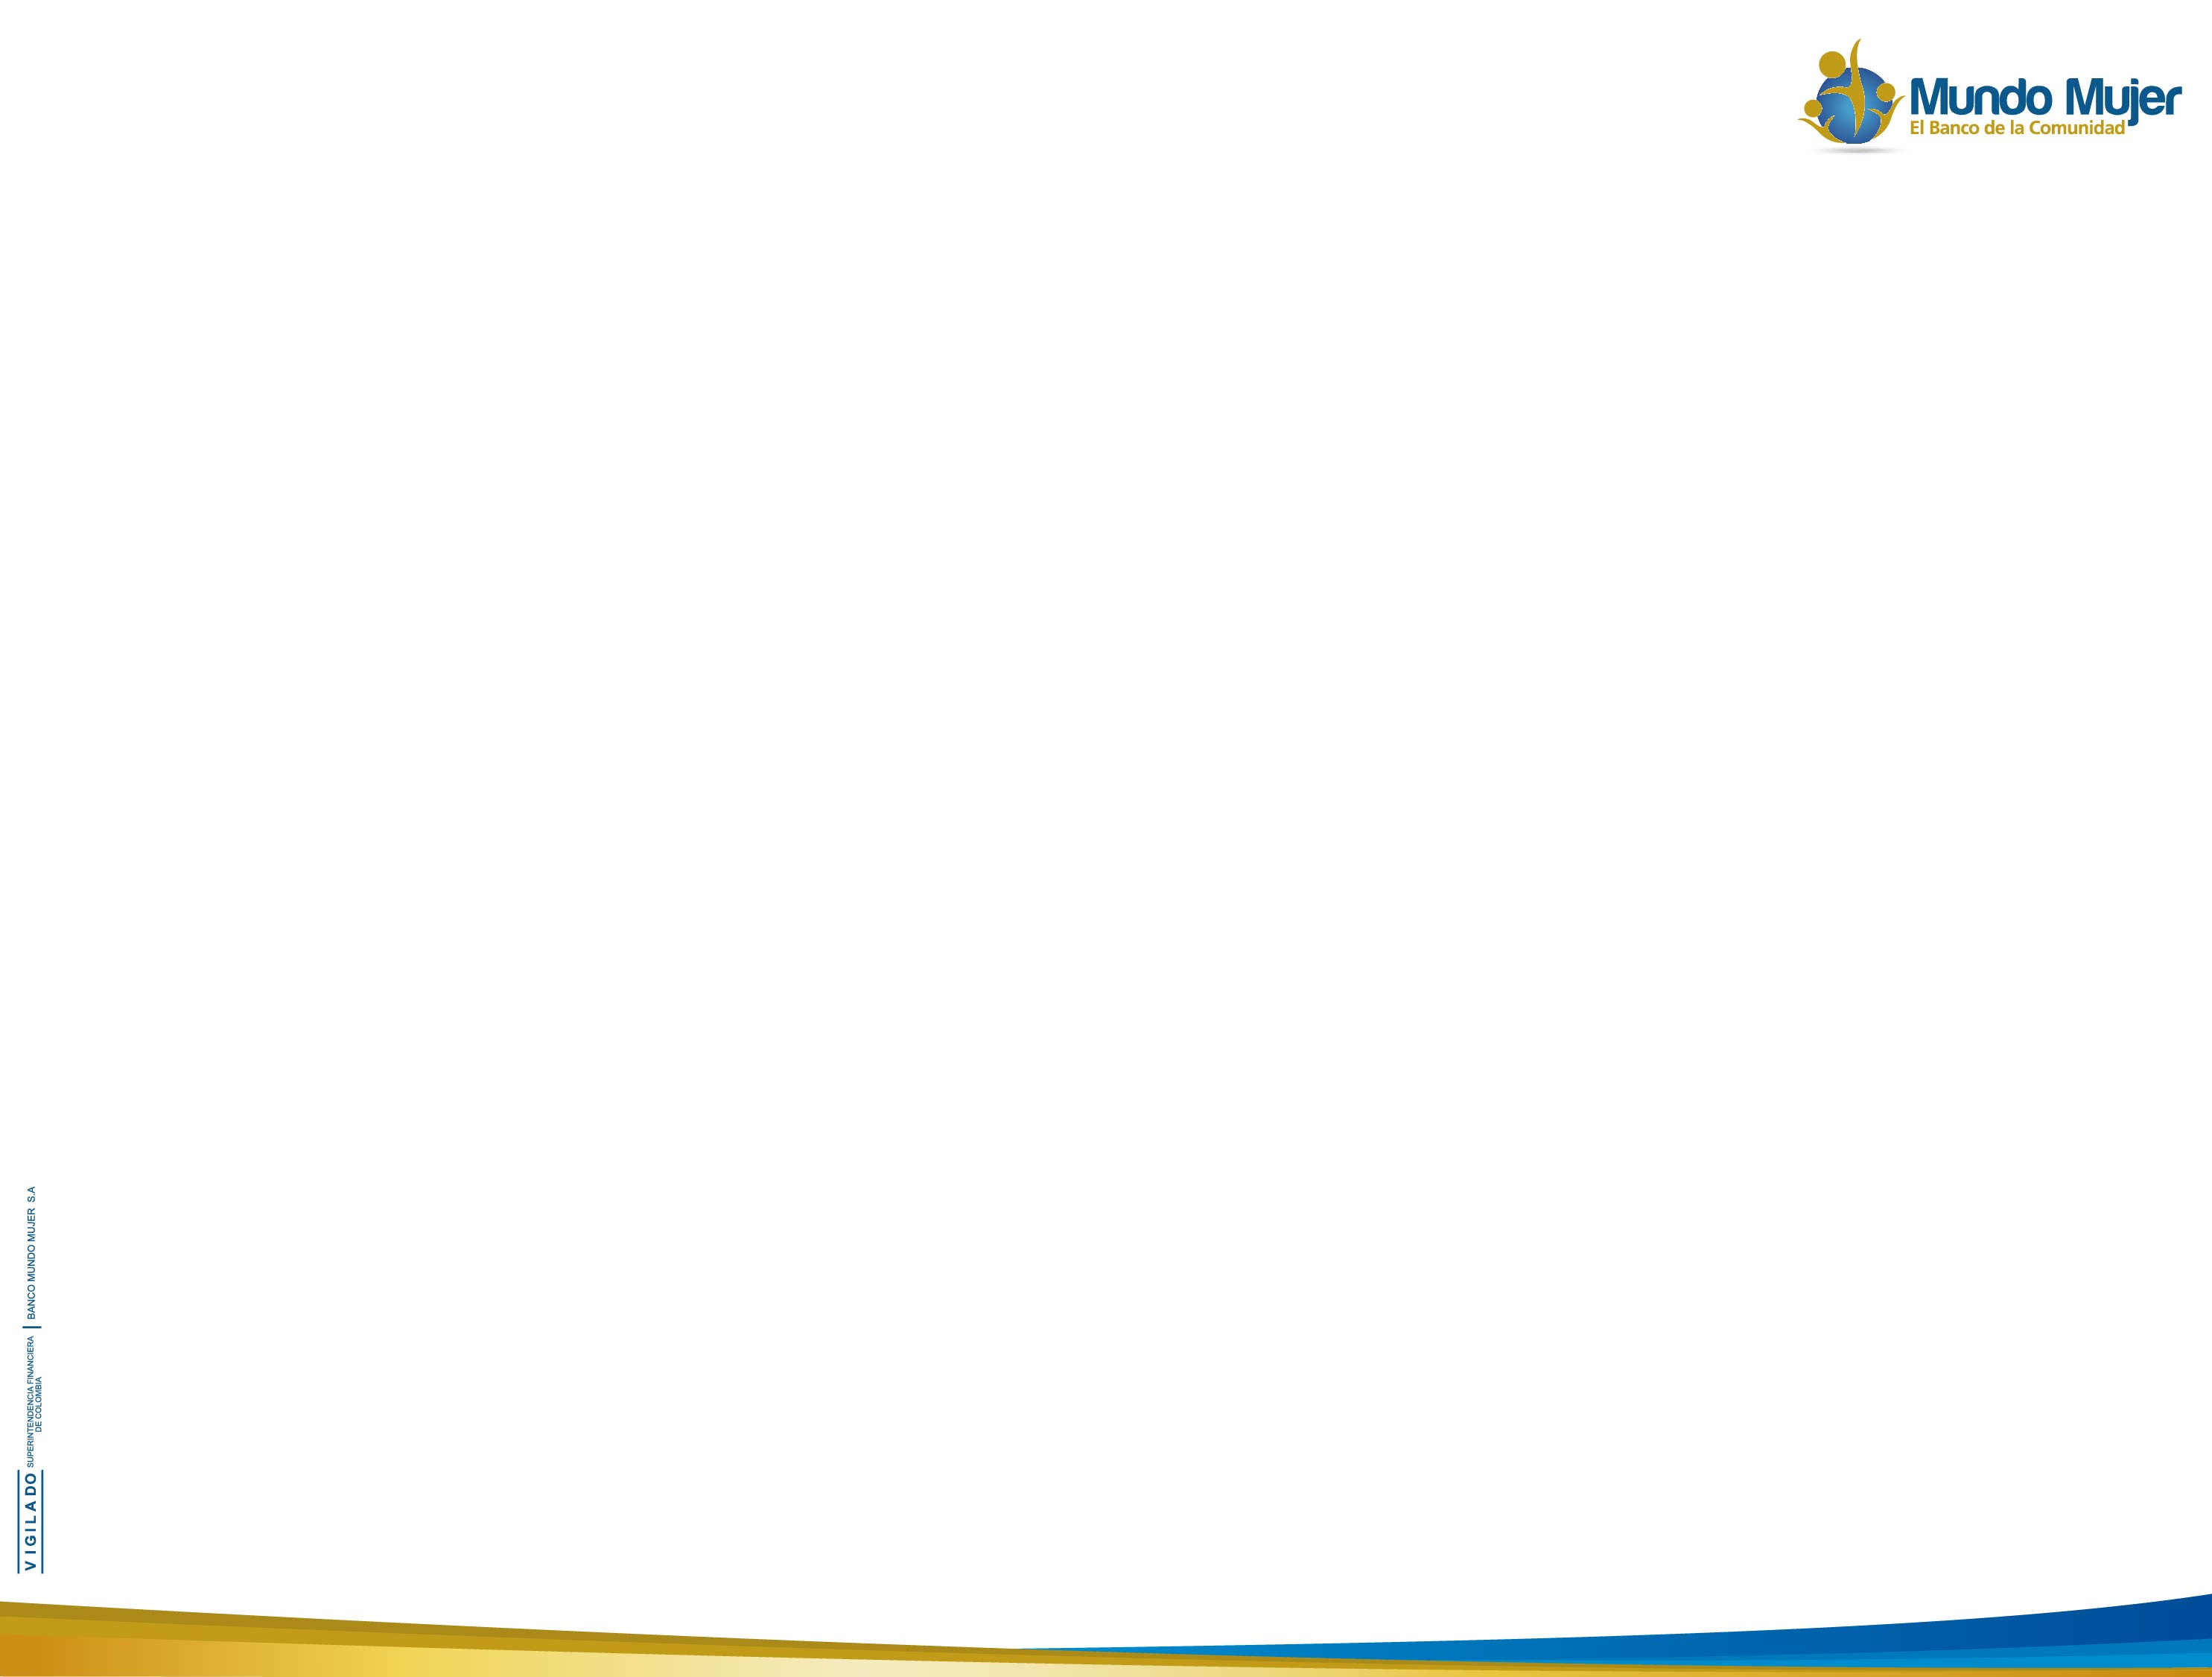 Mundo Mujer
El Banco de la Comunidad
VIGILADO SUPERINTENDENCIA FINANCIERA
DE COLOMBIA
BANCO MUNDO MUJER S.A